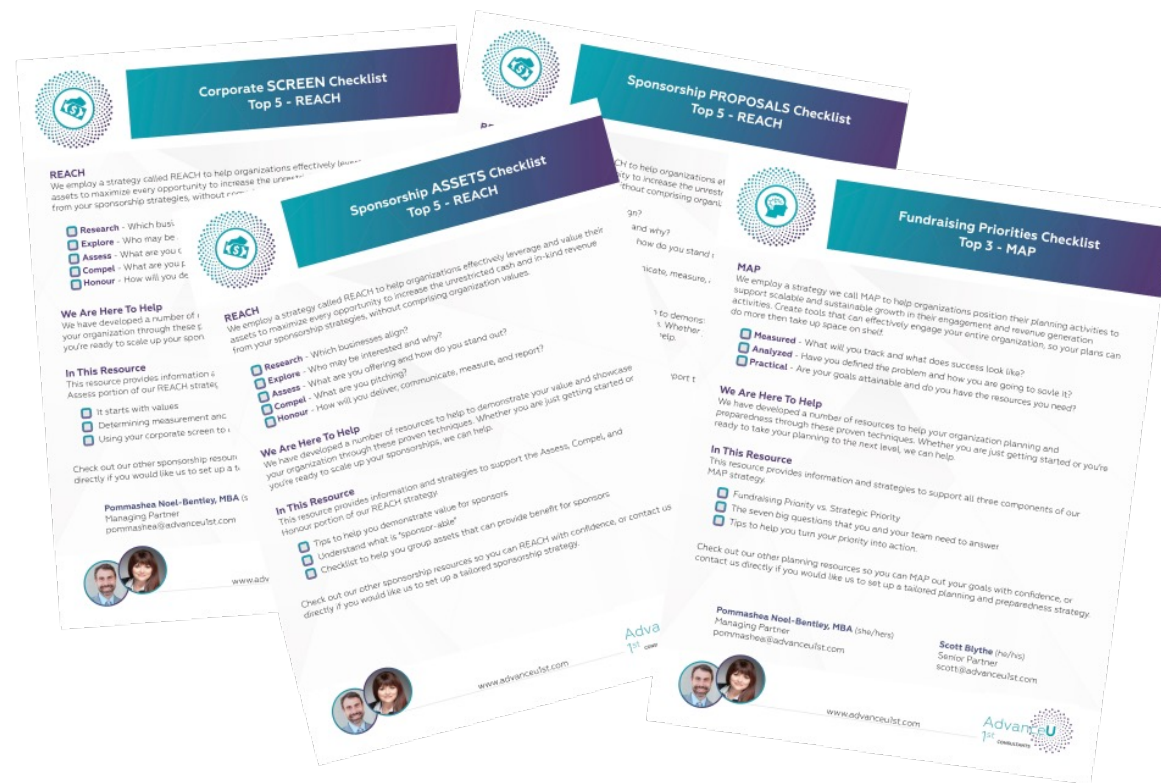 Corporate SCREEN Checklist
Top 5 - REACH
REACH
We employ a strategy called REACH to help organizations effectively
assets to maximize every opportunity to increase the
from your sponsorship strategies, without
Research - Which
Explore - Who may be
Assess - What are you
Compel - What are you
Honour - How will you
We Are Here To Help
We have developed a number of
your organization through these
you're ready to scale up your
In This Resource
This resource provides information
Assess portion of our REACH
It starts with values
Determining measurement
Using your corporate screen to
Check out our other sponsorship
directly if you would like us to set up a
Pommashea Noel-Bentley, MBA
Managing Partner
pommashea@advanceu1st.com
Sponsorship PROPOSALS Checklist
Top 5 - REACH
to help organizations
and why?
how do you stand
measure,
Whether
help.
Sponsorship ASSETS Checklist
Top 5 - REACH
REACH
We employ a strategy called REACH to help organizations effectively leverage and value their
assets to maximize every opportunity to increase the unrestricted cash and in-kind revenue
from your sponsorship strategies, without comprising organization values.
Research - Which businesses align?
Explore - Who may be interested and why?
Assess - What are you offering and how do you stand out?
Compel - What are you pitching?
Honour - How will you deliver, communicate, measure, and report?
We Are Here To Help
We have developed a number of resources to help to demonstrate your value and showcase
your organization through these proven techniques. Whether you are just getting started or
you're ready to scale up your sponsorships, we can help.
In This Resource
This resource provides information and strategies to support the Assess, Compel, and
Honour portion of our REACH strategy.
Tips to help you demonstrate value for sponsors
Understand what is "sponsor-able"
Checklist to help you group assets that can provide benefit for sponsors
Check out our other sponsorship resources so you can REACH with confidence, or contact us
directly if you would like us to set up a tailored sponsorship strategy.
www.advanceu1st.com
Fundraising Priorities Checklist
Top 3 - MAP
MAP
We employ a strategy we call MAP to help organizations position their planning activities to
support scalable and sustainable growth in their engagement and revenue generation
activities. Create tools that can effectively engage your entire organization, so your plans can
do more then take up space on shelf.
Measured - What will you track and what does success look like?
Analyzed - Have you defined the problem and how you are going to sovle it?
Practical - Are your goals attainable and do you have the resources you need?
We Are Here To Help
We have developed a number of resources to help your organization planning and
preparedness through these proven techniques. Whether you are just getting started or you're
ready to take your planning to the next level, we can help.
In This Resource
This resource provides information and strategies to support all three components of our
MAP strategy.
Fundraising Priority vs. Strategic Priority
The seven big questions that you and your team need to answer
Tips to help you turn your priority into action.
Check out our other planning resources so you can MAP out your goals with confidence, or
contact us directly if you would like us to set up a tailored planning and preparedness strategy.
Pommashea Noel-Bentley, MBA (she/hers)
Managing Partner
pommashea@advanceu1st.com
Scott Blythe (he/his)
Senior Partner
scott@advanceu1st.com
www.advanceu1st.com
AdvanceU
1st CONSULTANTS